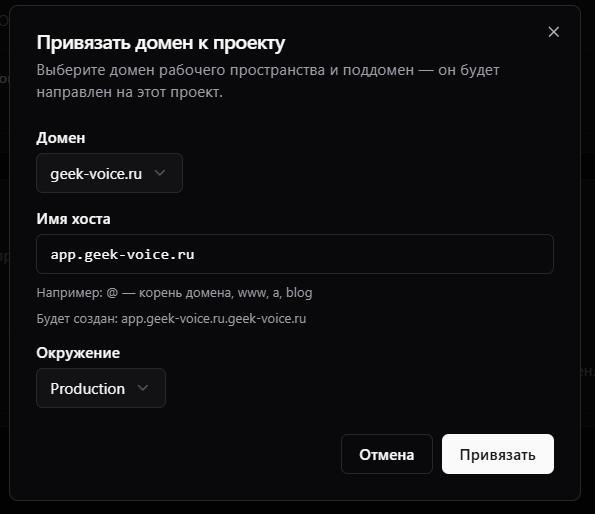 Привязать домен к проекту
Выберите домен рабочего пространства и поддомен — он будет
направлен на этот проект.
Домен
geek-voice.ru
Имя хоста
app.geek-voice.ru
Например: @ — корень домена, www, a, blog
Будет создан: app.geek-voice.ru.geek-voice.ru
Окружение
Production
Отмена
Привязать